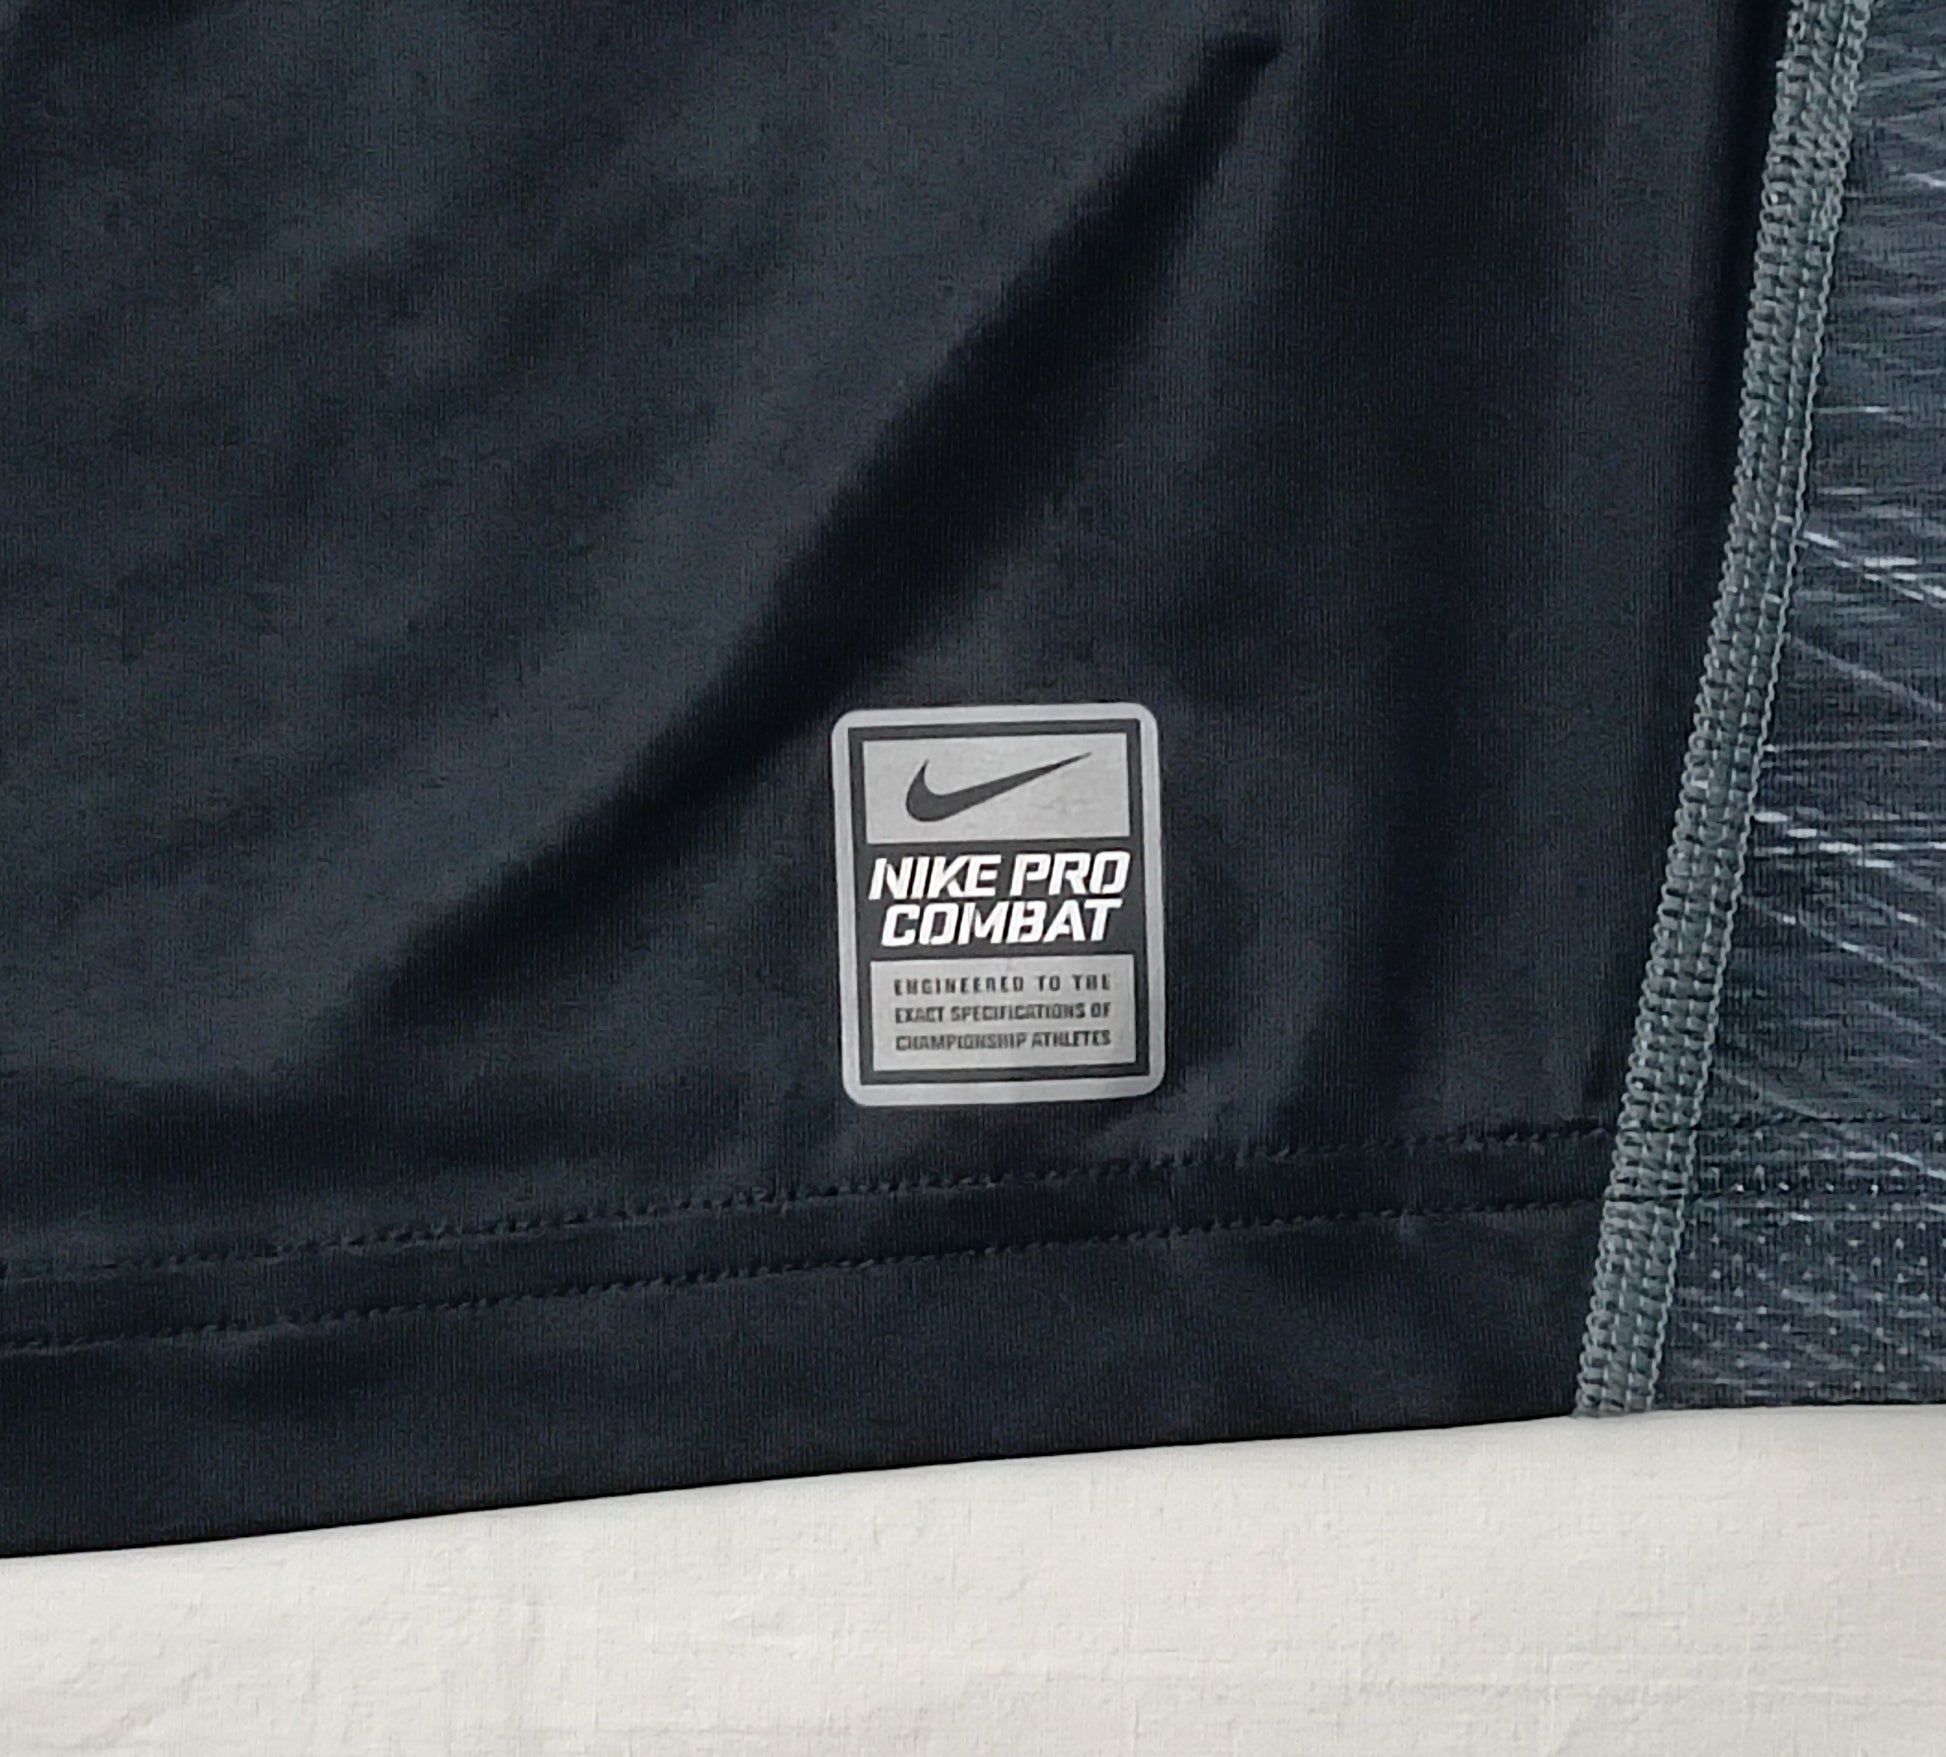 NIKE PRO
COMBAT
ENGINEERED TO THE
EXACT SPECIFICATIONS OF
CHAMPIONSHIP ATHLETES